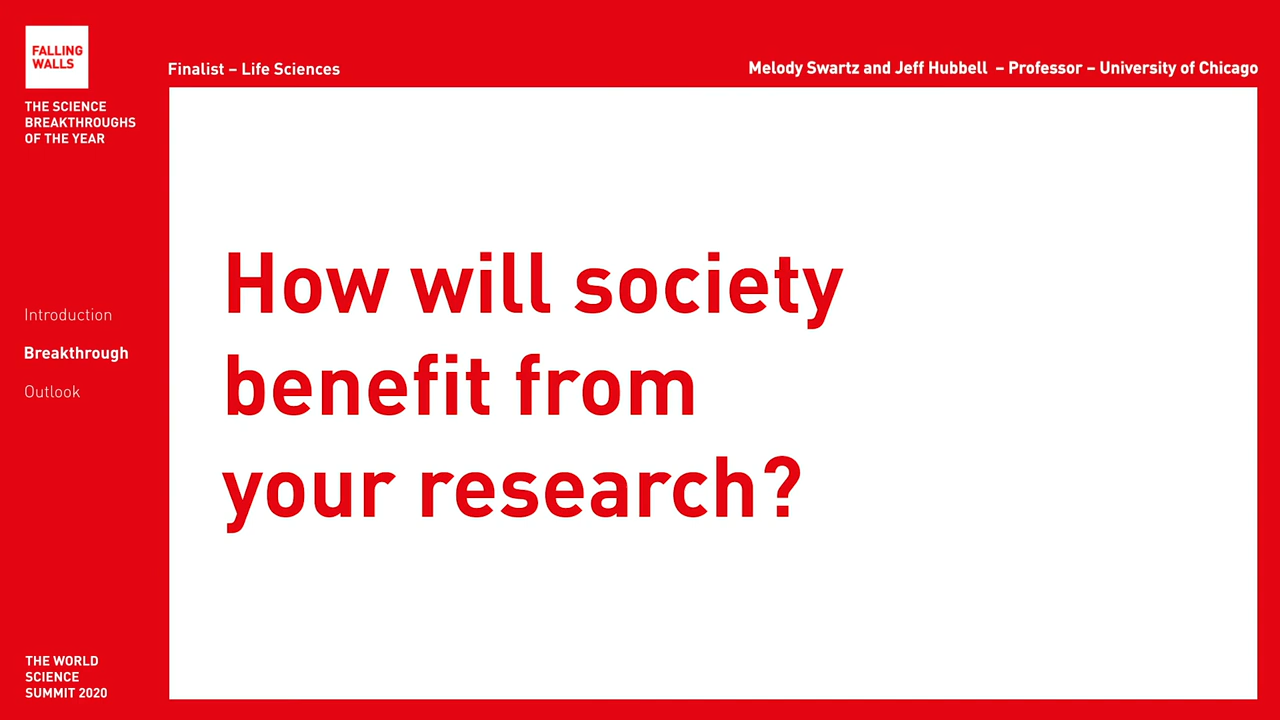 FALLING
WALLS
THE SCIENCE
BREAKTHROUGHS
OF THE YEAR
Finalist – Life Sciences
Melody Swartz and Jeff Hubbell – Professor – University of Chicago
Introduction
Breakthrough
Outlook
How will society
benefit from
your research?
THE WORLD
SCIENCE
SUMMIT 2020